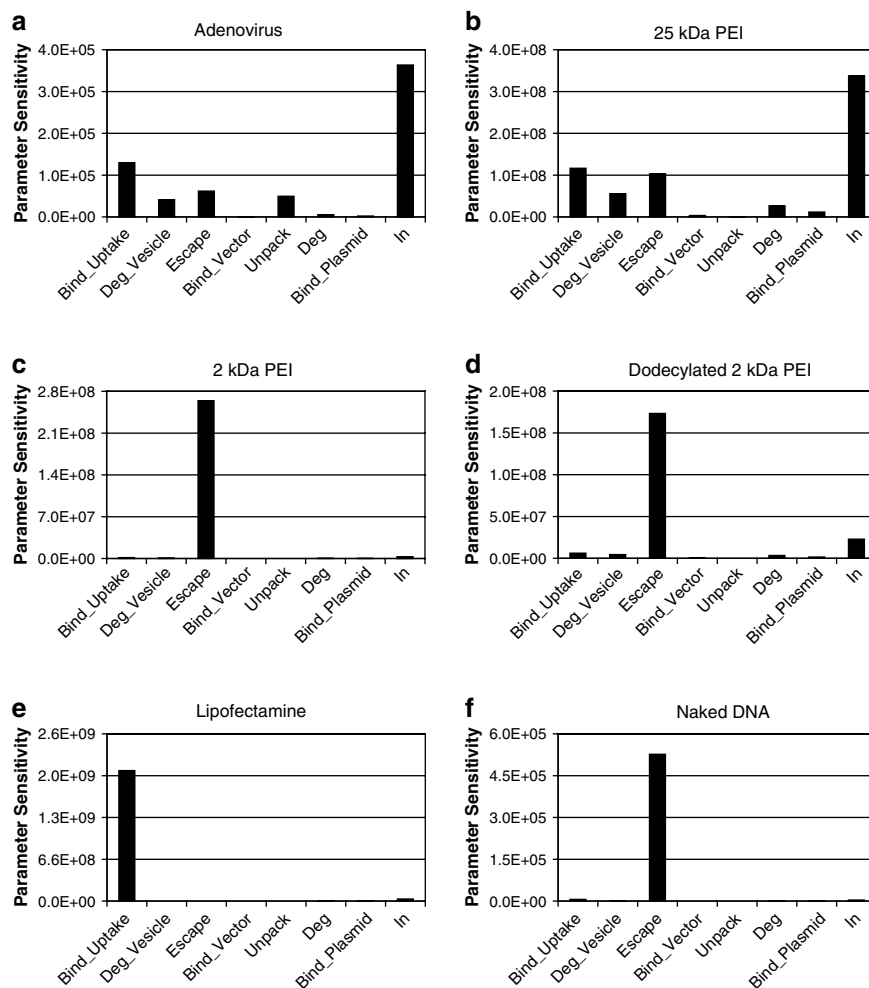 a
Adenovirus
Parameter Sensitivity
4.0E+05
3.0E+05
2.0E+05
1.0E+05
0.0E+00
Bind_Uptake
Deg_Vesicle
Escape
Bind_Vector
Unpack
Deg
Bind_Plasmid
In
b
25 kDa PEI
Parameter Sensitivity
4.0E+08
3.0E+08
2.0E+08
1.0E+08
0.0E+00
Bind_Uptake
Deg_Vesicle
Escape
Bind_Vector
Unpack
Deg
Bind_Plasmid
In
c
2 kDa PEI
Parameter Sensitivity
2.8E+08
2.1E+08
1.4E+08
7.0E+07
0.0E+00
Bind_Uptake
Deg_Vesicle
Escape
Bind_Vector
Unpack
Deg
Bind_Plasmid
In
d
Dodecylated 2 kDa PEI
Parameter Sensitivity
2.0E+08
1.5E+08
1.0E+08
5.0E+07
0.0E+00
Bind_Uptake
Deg_Vesicle
Escape
Bind_Vector
Unpack
Deg
Bind_Plasmid
In
e
Lipofectamine
Parameter Sensitivity
2.6E+09
2.0E+09
1.3E+09
6.6E+08
0.0E+00
Bind_Uptake
Deg_Vesicle
Escape
Bind_Vector
Unpack
Deg
Bind_Plasmid
In
f
Naked DNA
Parameter Sensitivity
6.0E+05
4.5E+05
3.0E+05
1.5E+05
0.0E+00
Bind_Uptake
Deg_Vesicle
Escape
Bind_Vector
Unpack
Deg
Bind_Plasmid
In